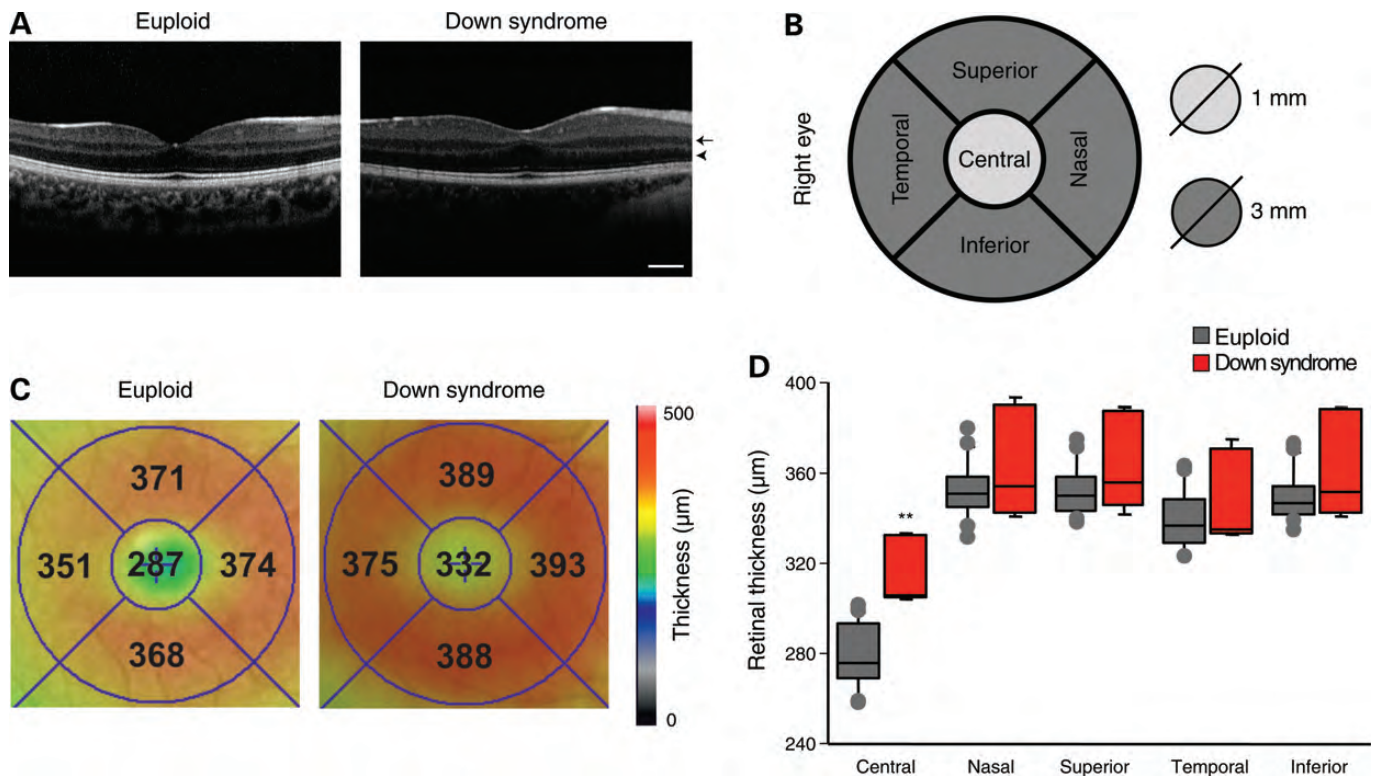 A
Euploid
Down syndrome
B
Right eye
Superior
Temporal
Central
Nasal
Inferior
1 mm
3 mm
C
Euploid
Down syndrome
371
351
287
374
368
389
375
332
393
388
500
Thickness (µm)
0
D
Euploid
Down syndrome
Retinal thickness (µm)
400
360
320
280
240
**
Central
Nasal
Superior
Temporal
Inferior